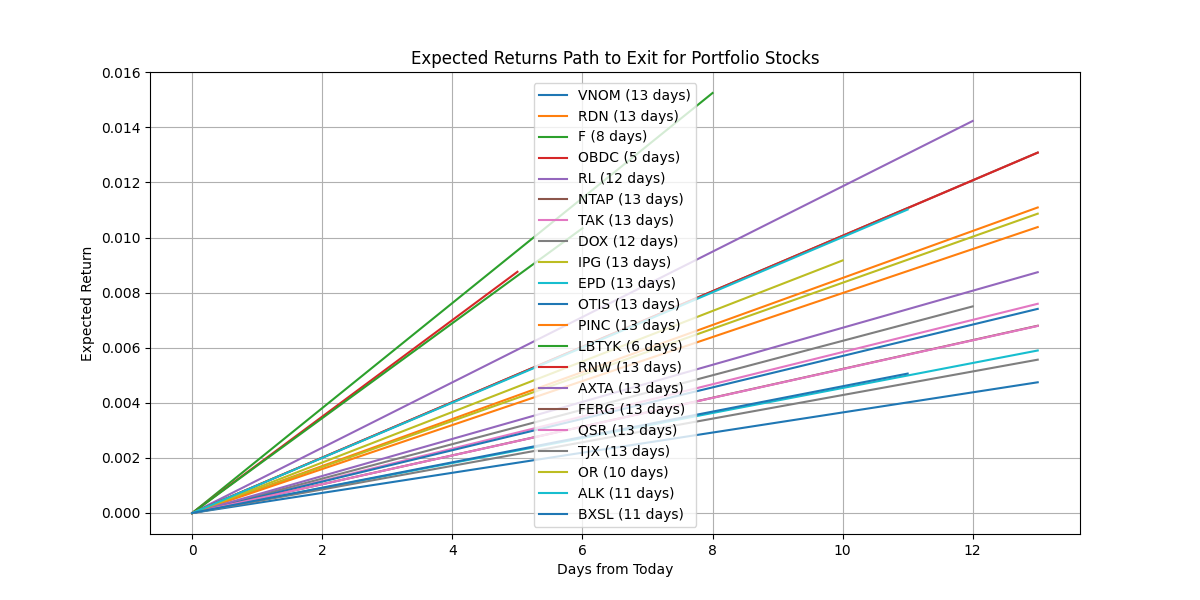 Expected Returns Path to Exit for Portfolio Stocks
Expected Return
0.016
0.014
0.012
0.010
0.008
0.006
0.004
0.002
0.000
VNOM (13 days)
RDN (13 days)
F (8 days)
OBDC (5 days)
RL (12 days)
NTAP (13 days)
TAK (13 days)
DOX (12 days)
IPG (13 days)
EPD (13 days)
OTIS (13 days)
PINC (13 days)
LBTYK (6 days)
RNW (13 days)
AXTA (13 days)
FERG (13 days)
QSR (13 days)
TJX (13 days)
OR (10 days)
ALK (11 days)
BXSL (11 days)
0 2 4 6 8 10 12
Days from Today